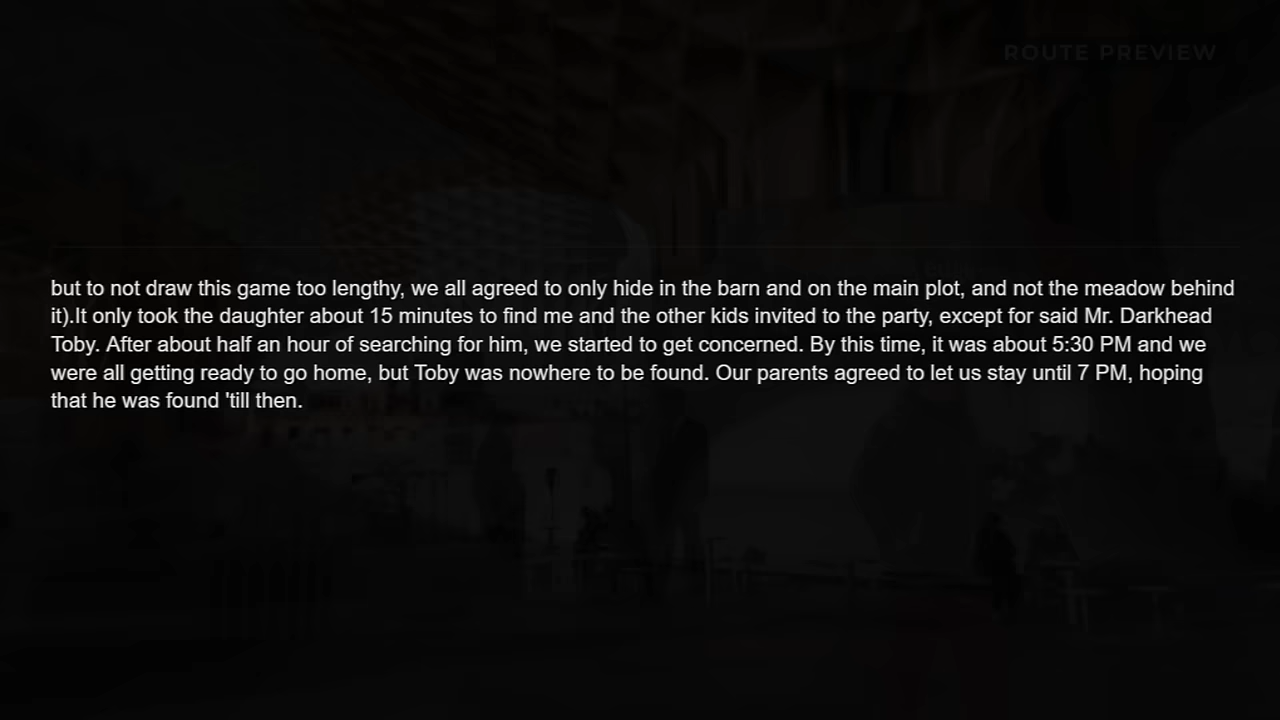 ROUTE PREVIEW
but to not draw this game too lengthy, we all agreed to only hide in the barn and on the main plot, and not the meadow behind
it).It only took the daughter about 15 minutes to find me and the other kids invited to the party, except for said Mr. Darkhead
Toby. After about half an hour of searching for him, we started to get concerned. By this time, it was about 5:30 PM and we
were all getting ready to go home, but Toby was nowhere to be found. Our parents agreed to let us stay until 7 PM, hoping
that he was found 'till then.